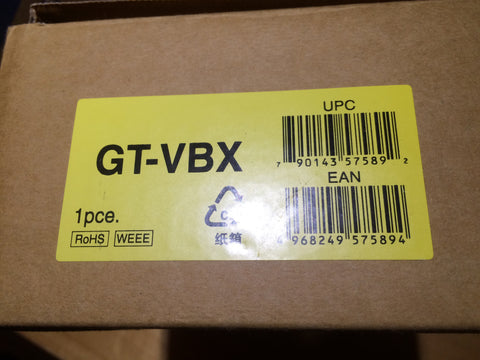 GT-VBX
1pce.
RoHS WEEE
纸箱
UPC
7 90143 57589 2
EAN
4 968249 575894